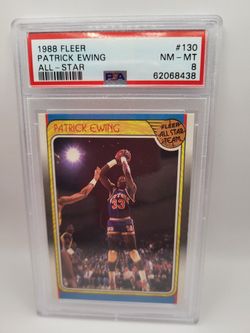 1988 FLEER #130
PATRICK EWING NM - MT
ALL - STAR 8
PSA 62068438
PATRICK EWING
FLEER
ALL STAR
TEAM
33